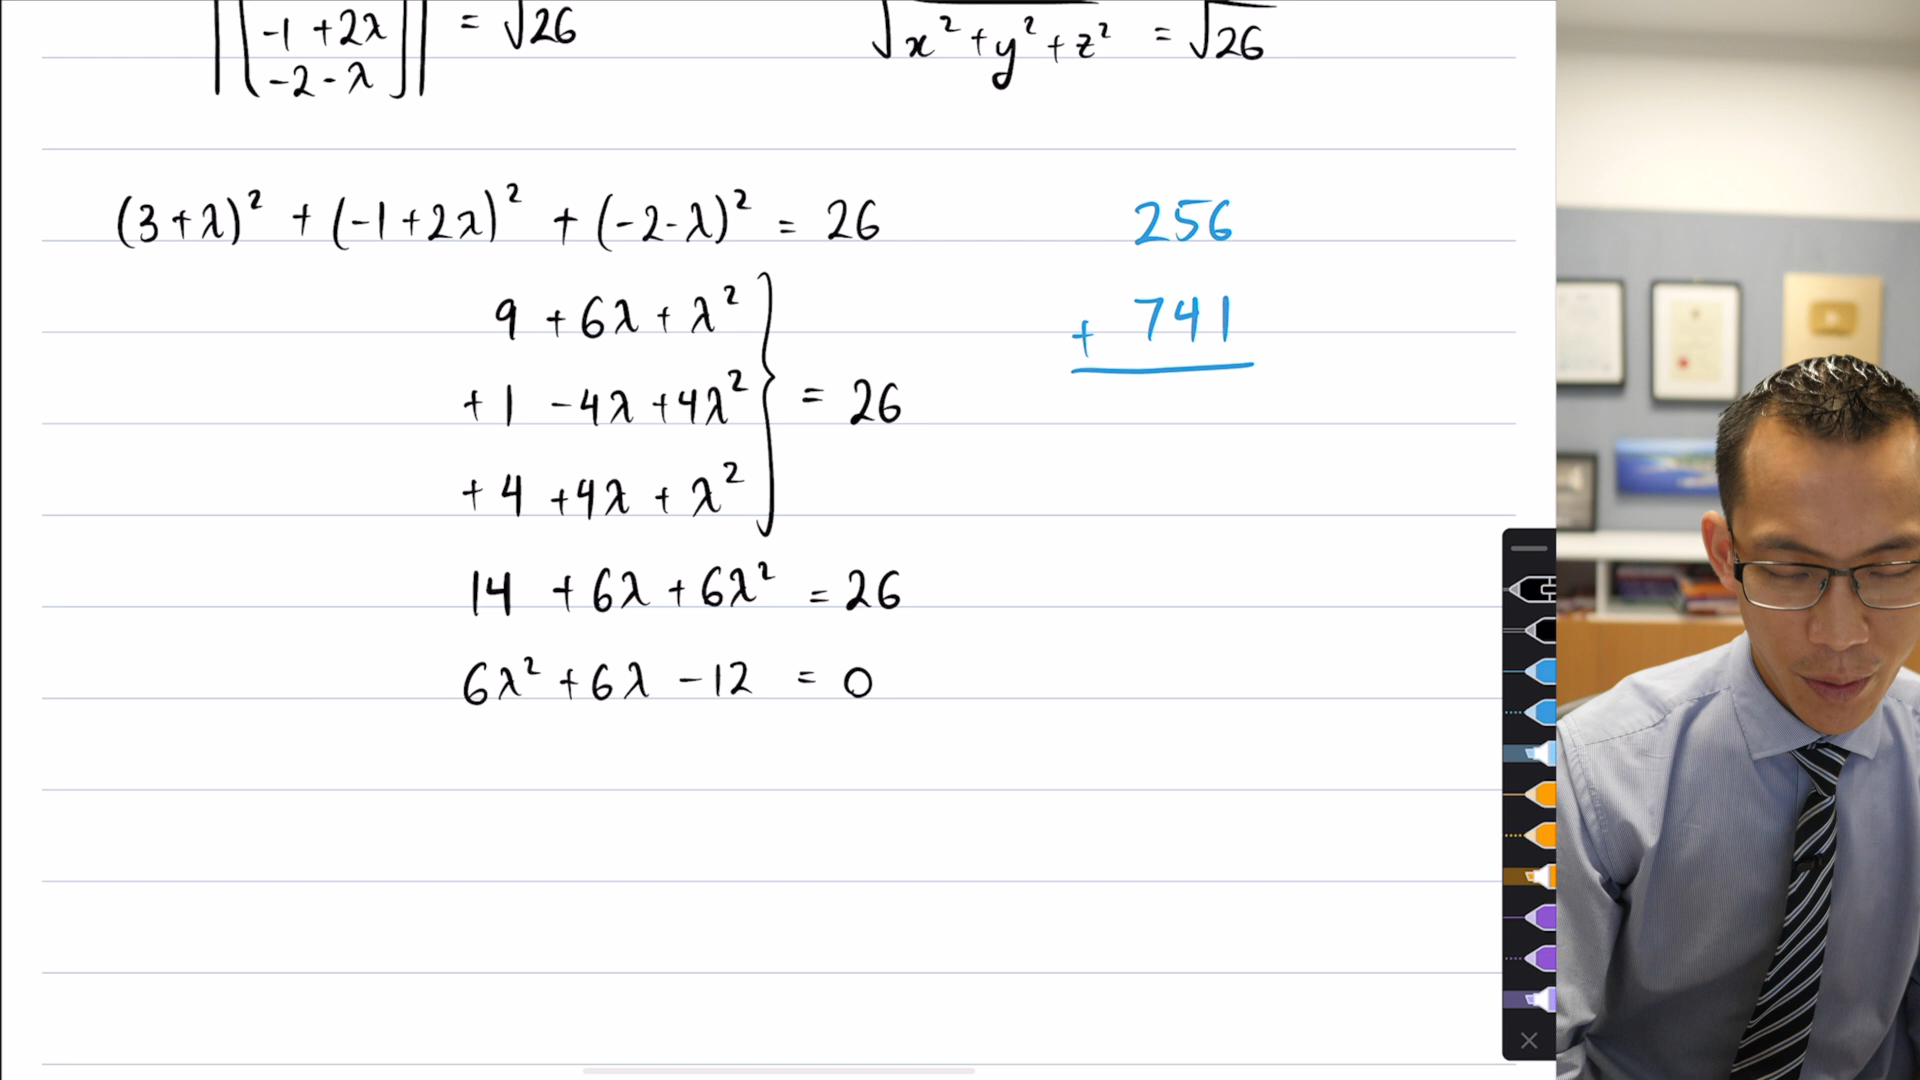 -1 + 2λ = √26
-2 - λ
√x² + y² + z² = √26
(3 + λ)² + (-1 + 2λ)² + (-2 - λ)² = 26
9 + 6λ + λ²
+ 1 - 4λ + 4λ² = 26
+ 4 + 4λ + λ²
14 + 6λ + 6λ² = 26
6λ² + 6λ - 12 = 0
256
+ 741